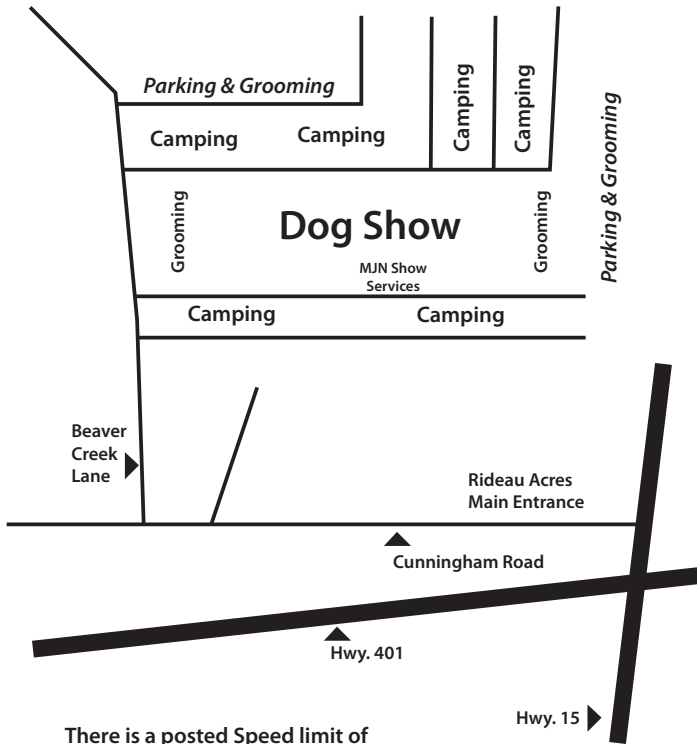 Parking & Grooming
Camping
Camping
Camping
Camping
Parking & Grooming
Grooming
Dog Show
Grooming
MJN Show
Services
Camping
Camping
Beaver
Creek
Lane
Rideau Acres
Main Entrance
Cunningham Road
Hwy. 401
Hwy. 15
There is a posted Speed limit of